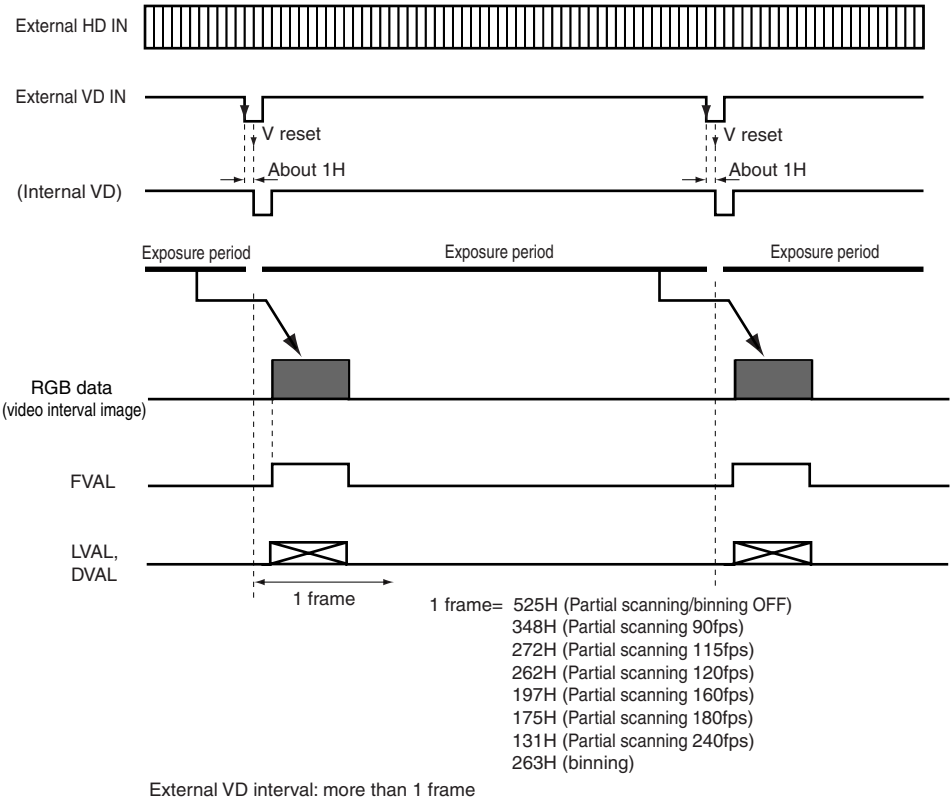 External HD IN
External VD IN
V reset
V reset
About 1H
About 1H
(Internal VD)
Exposure period
Exposure period
Exposure period
RGB data
(video interval image)
FVAL
LVAL,
DVAL
1 frame
1 frame= 525H (Partial scanning/binning OFF)
348H (Partial scanning 90fps)
272H (Partial scanning 115fps)
262H (Partial scanning 120fps)
197H (Partial scanning 160fps)
175H (Partial scanning 180fps)
131H (Partial scanning 240fps)
263H (binning)
External VD interval: more than 1 frame